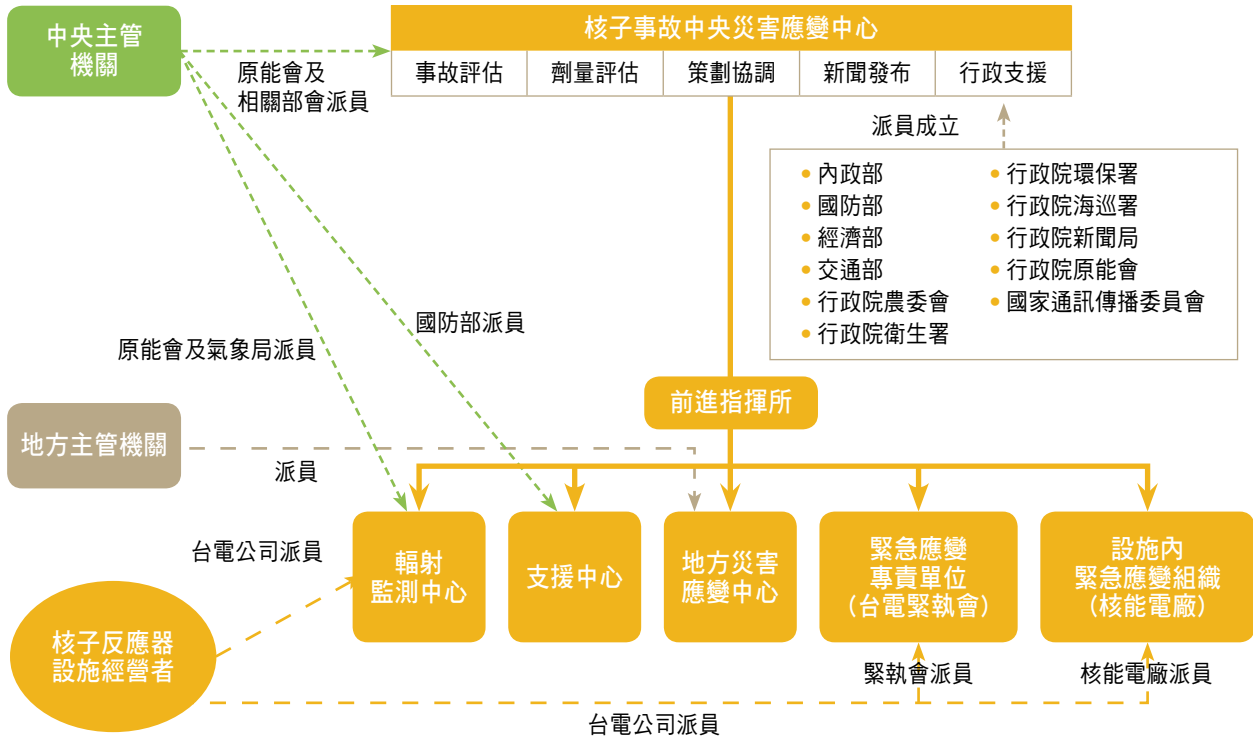 中央主管
機關
核子事故中央災害應變中心
事故評估
劑量評估
策劃協調
新聞發布
行政支援
原能會及
相關部會派員
派員成立
• 內政部
• 國防部
• 經濟部
• 交通部
• 行政院農委會
• 行政院衛生署
• 行政院環保署
• 行政院海巡署
• 行政院新聞局
• 行政院原能會
• 國家通訊傳播委員會
國防部派員
原能會及氣象局派員
前進指揮所
地方主管機關
派員
台電公司派員
輻射
監測中心
支援中心
地方災害
應變中心
緊急應變
專責單位
（台電緊執會）
設施內
緊急應變組織
（核能電廠）
核子反應器
設施經營者
緊執會派員
核能電廠派員
台電公司派員